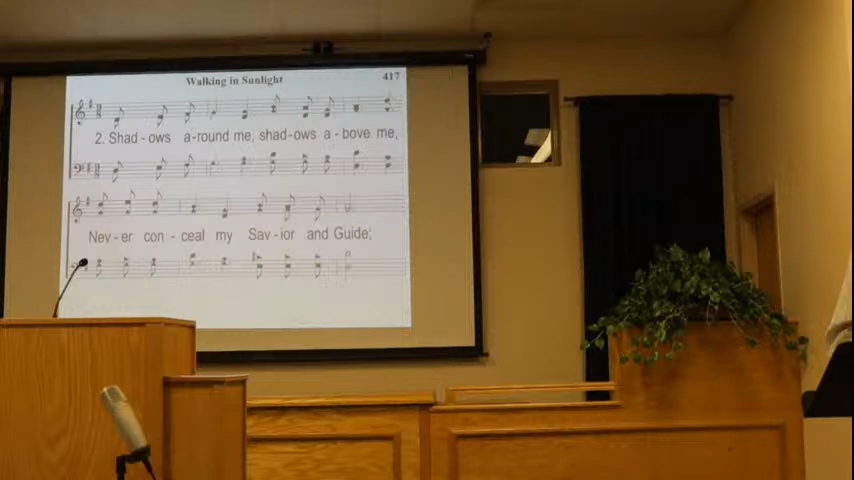 Walking in Sunlight 417
2. Shad-ows a-round me, shad-ows a-bove me,
Nev-er con-ceal my Sav-ior and Guide;